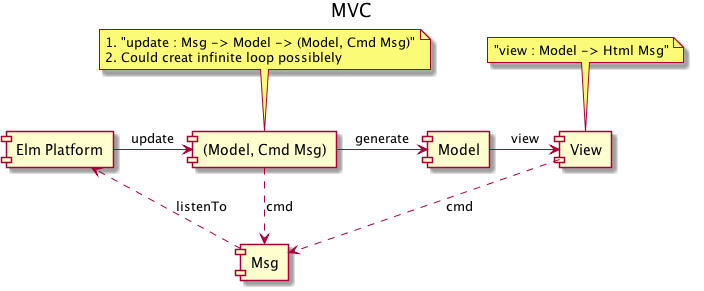 MVC
1. "update : Msg -> Model -> (Model, Cmd Msg)"
2. Could creat infinite loop possiblely
"view : Model -> Html Msg"
Elm Platform
update
(Model, Cmd Msg)
generate
Model
view
View
listenTo
cmd
cmd
Msg